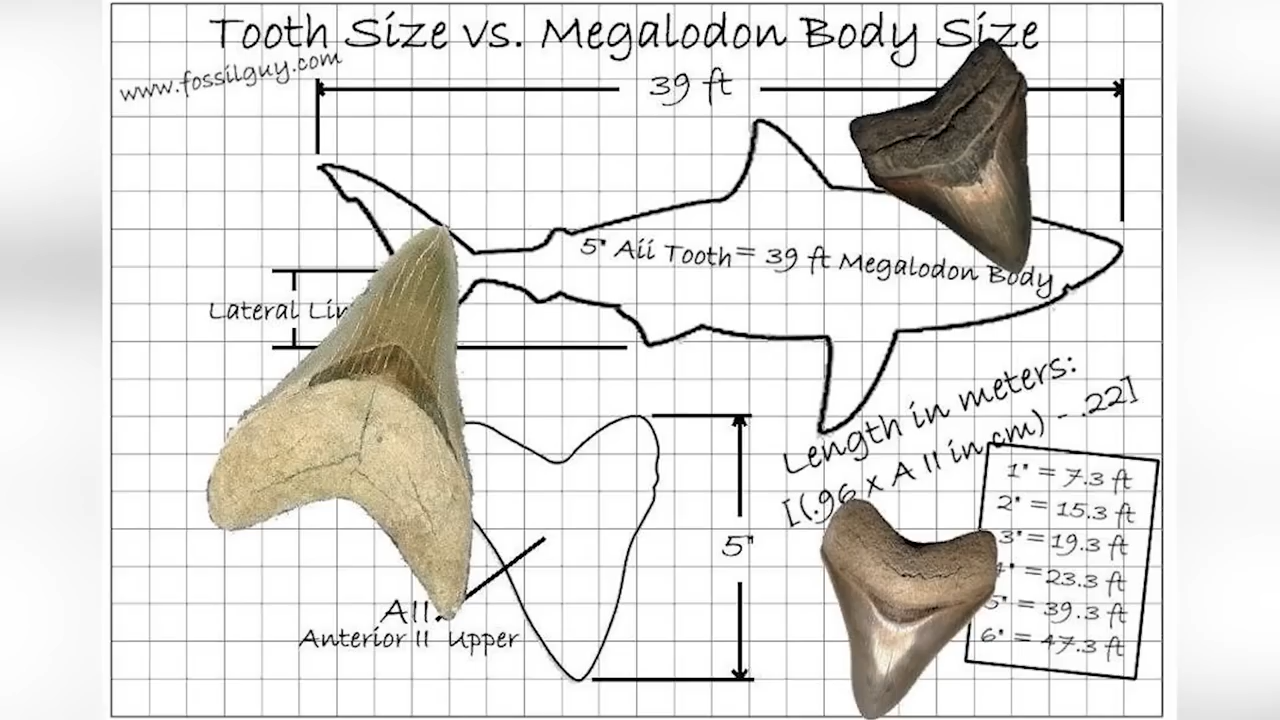 Tooth Size vs. Megalodon Body Size
www.fossilguy.com
39 ft
5" Aii Tooth = 39 ft Megalodon Body
Lateral
Length in meters:
[(.96 x A II in cm) - .22]
1" = 7.3 ft
2" = 15.3 ft
3" = 19.3 ft
4" = 23.3 ft
5" = 39.3 ft
6" = 47.3 ft
5"
AII.
Anterior II Upper